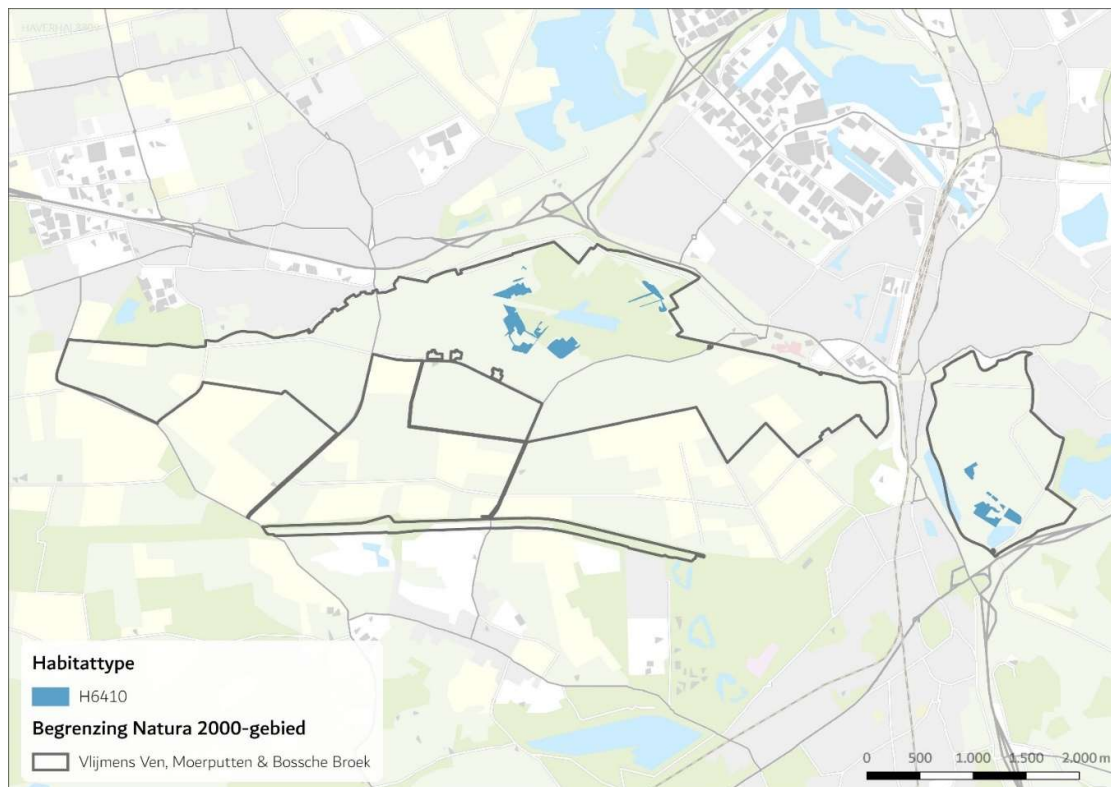 Habitattype
H6410
Begrenzing Natura 2000-gebied
Vlijmens Ven, Moerputten & Bossche Broek
0 500 1.000 1.500 2.000 m